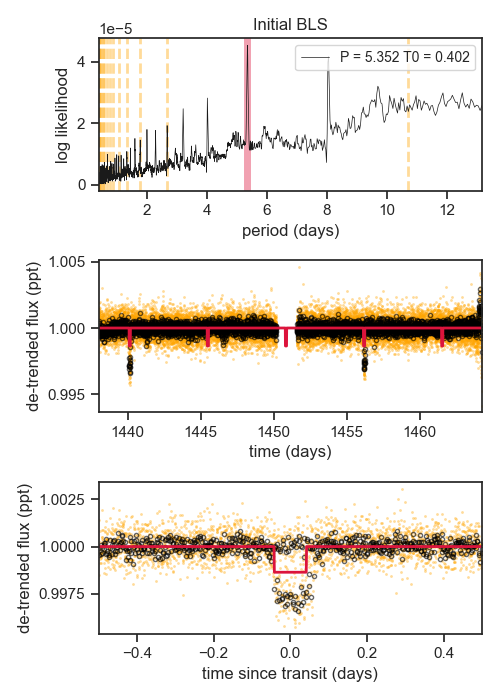 Initial BLS
1e−5
P = 5.352 T0 = 0.402
4
2
0
log likelihood
2 4 6 8 10 12
period (days)
1.005
1.000
0.995
de-trended flux (ppt)
1440 1445 1450 1455 1460
time (days)
1.0025
1.0000
0.9975
de-trended flux (ppt)
−0.4 −0.2 0.0 0.2 0.4
time since transit (days)